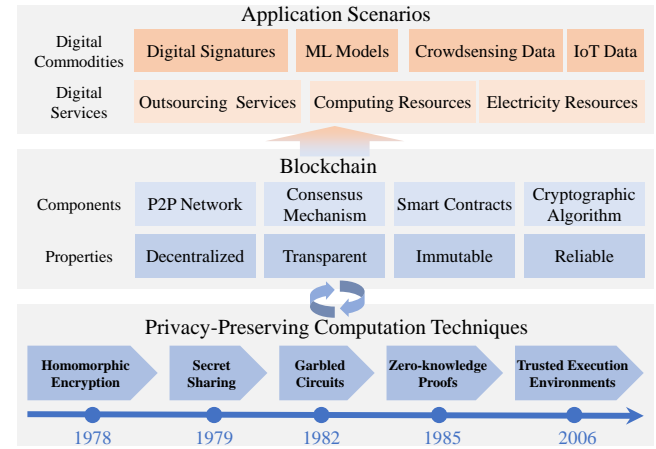 Application Scenarios
Digital
Commodities
Digital Signatures
ML Models
Crowdsensing Data
IoT Data
Digital
Services
Outsourcing Services
Computing Resources
Electricity Resources
Blockchain
Components
P2P Network
Consensus
Mechanism
Smart Contracts
Cryptographic
Algorithm
Properties
Decentralized
Transparent
Immutable
Reliable
Privacy-Preserving Computation Techniques
Homomorphic
Encryption
Secret
Sharing
Garbled
Circuits
Zero-knowledge
Proofs
Trusted Execution
Environments
1978
1979
1982
1985
2006